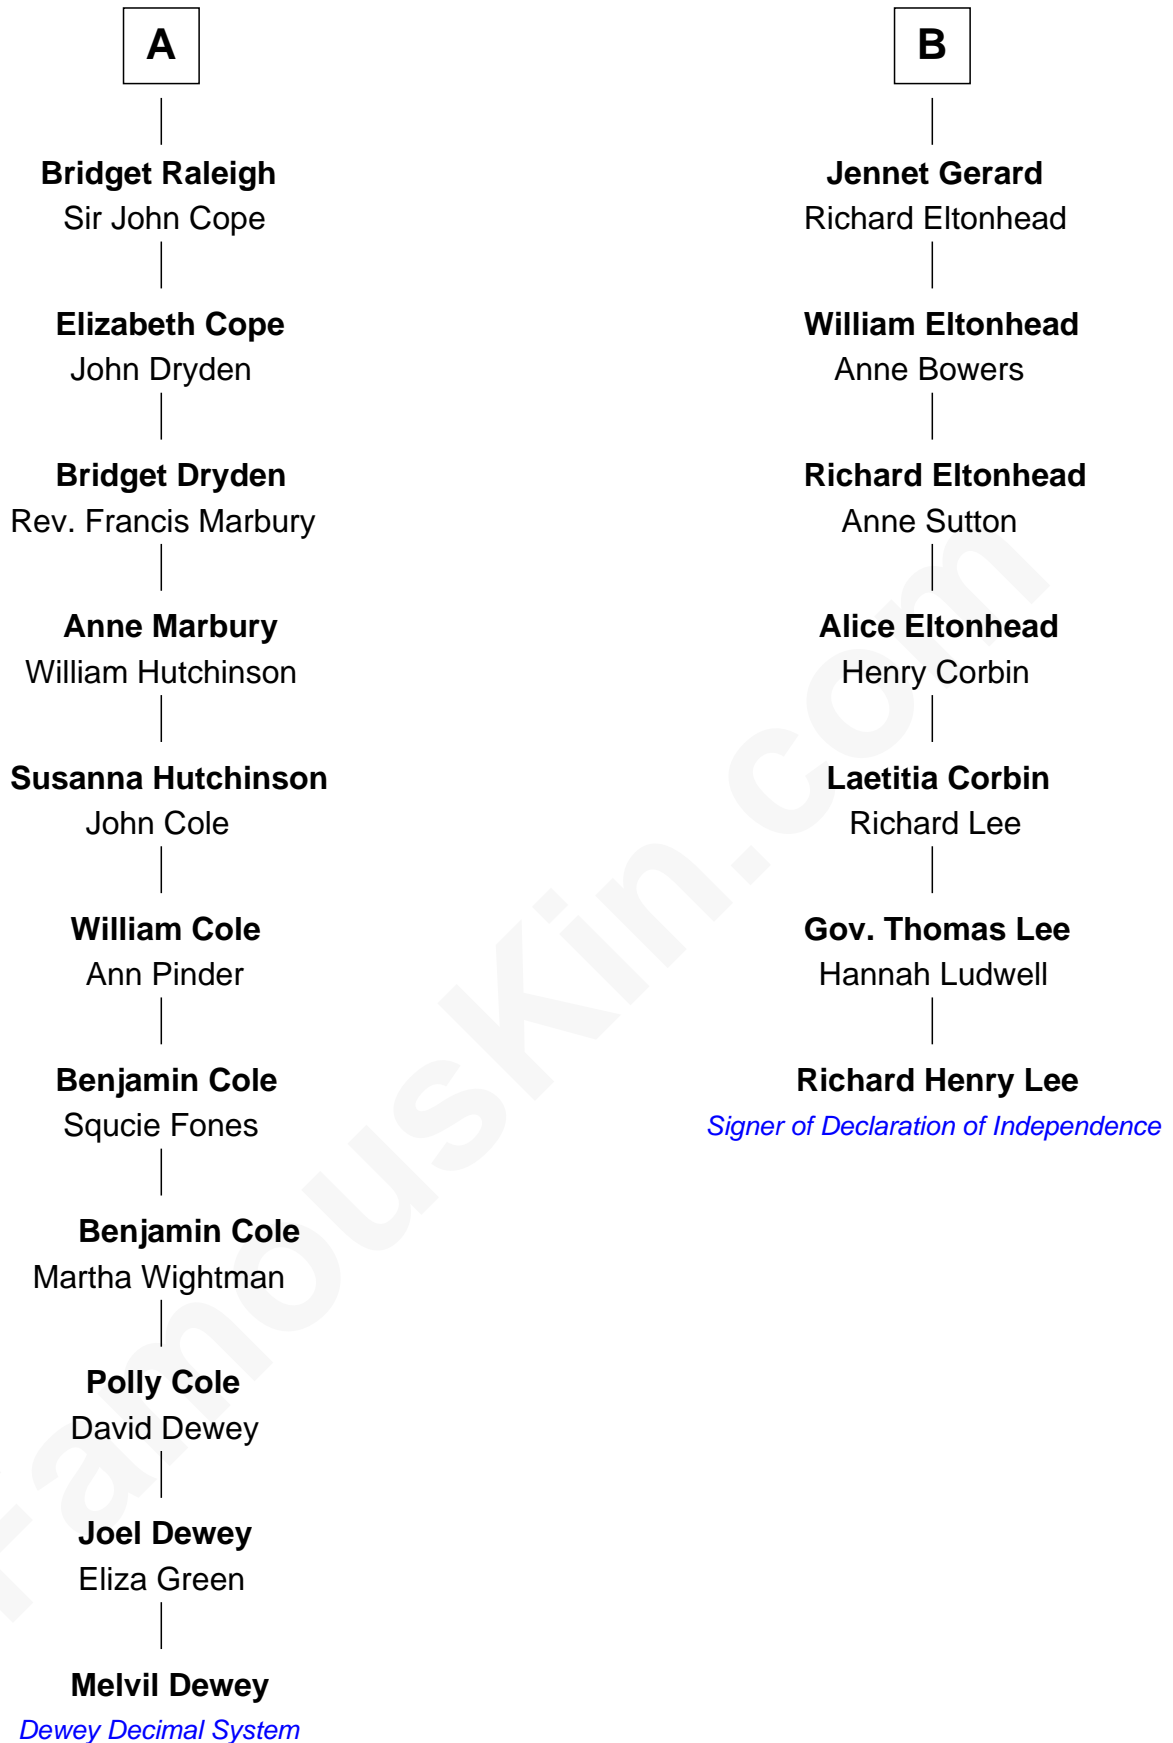 A
Bridget Raleigh
Sir John Cope
Elizabeth Cope
John Dryden
Bridget Dryden
Rev. Francis Marbury
Anne Marbury
William Hutchinson
Susanna Hutchinson
John Cole
William Cole
Ann Pinder
Benjamin Cole
Squcie Fones
Benjamin Cole
Martha Wightman
Polly Cole
David Dewey
Joel Dewey
Eliza Green
Melvil Dewey
Dewey Decimal System
B
Jennet Gerard
Richard Eltonhead
William Eltonhead
Anne Bowers
Richard Eltonhead
Anne Sutton
Alice Eltonhead
Henry Corbin
Laetitia Corbin
Richard Lee
Gov. Thomas Lee
Hannah Ludwell
Richard Henry Lee
Signer of Declaration of Independence
FamousKin.com